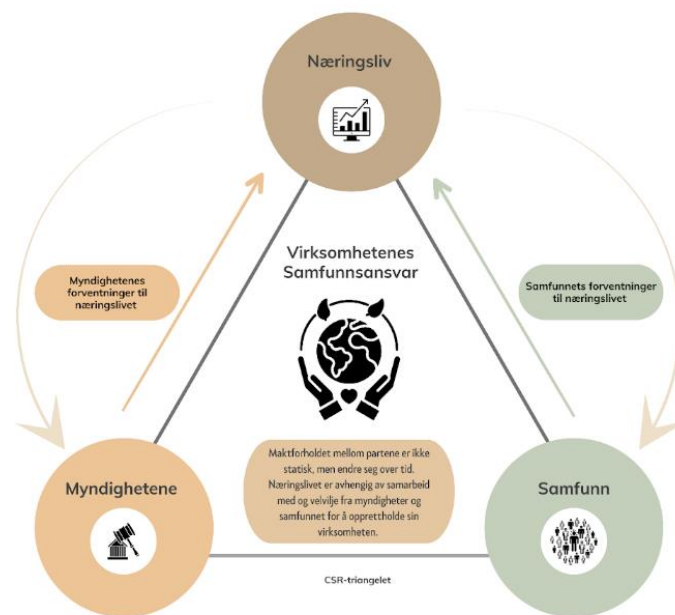 Næringsliv
Virksomhetenes
Samfunnsansvar
Myndighetenes
forventninger til
næringslivet
Samfunnets forventninger
til næringslivet
Maktforholdet mellom partene er ikke
statisk, men endre seg over tid.
Næringslivet er avhengig av samarbeid
med og velvilje fra myndigheter og
samfunnet for å opprettholde sin
virksomheten.
Myndighetene
Samfunn
CSR-triangelet